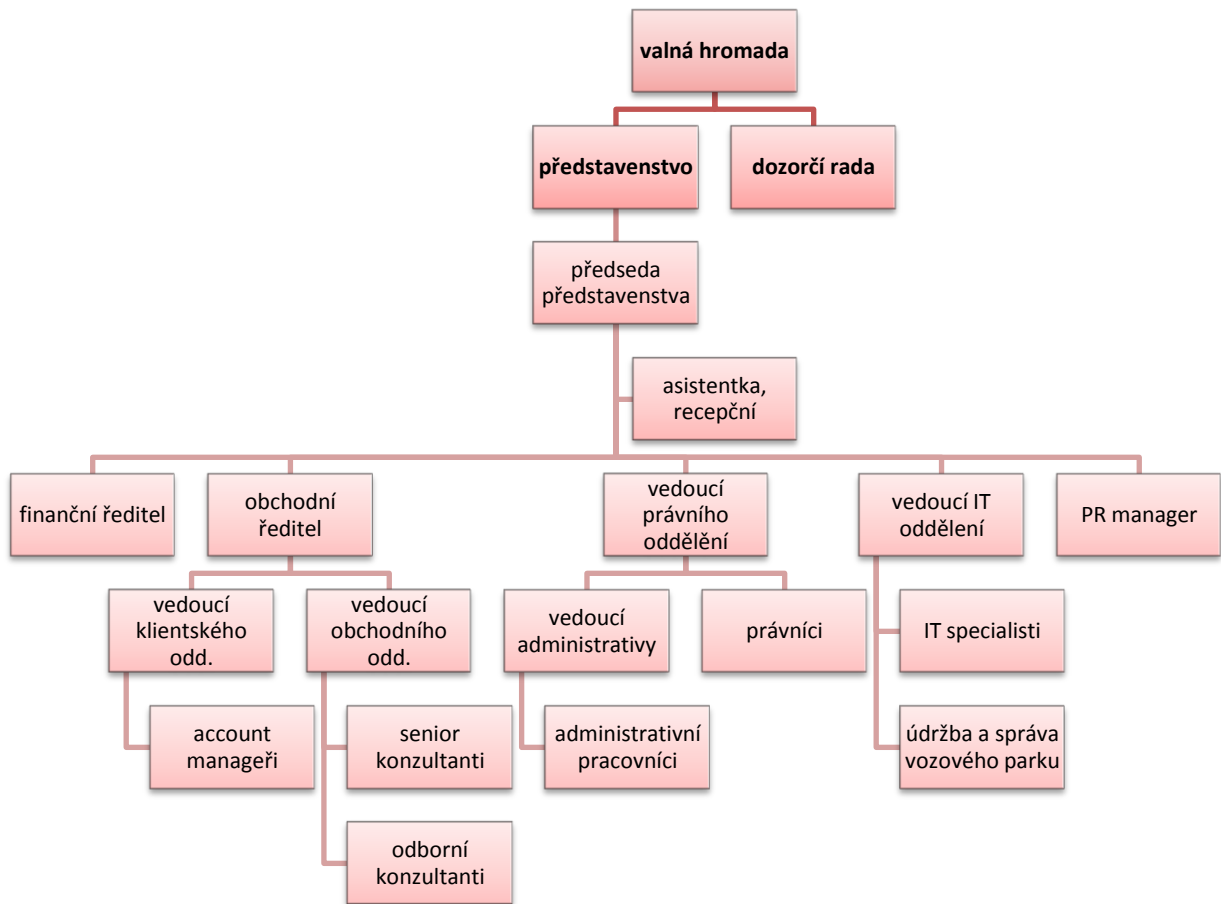 valná hromada
představenstvo
dozorčí rada
předseda
představenstva
asistentka,
recepční
finanční ředitel
obchodní
ředitel
vedoucí
právního
oddělění
vedoucí IT
oddělení
PR manager
vedoucí
klientského
odd.
vedoucí
obchodního
odd.
vedoucí
administrativy
právníci
IT specialisti
account
manageři
senior
konzultanti
administrativní
pracovníci
údržba a správa
vozového parku
odborní
konzultanti